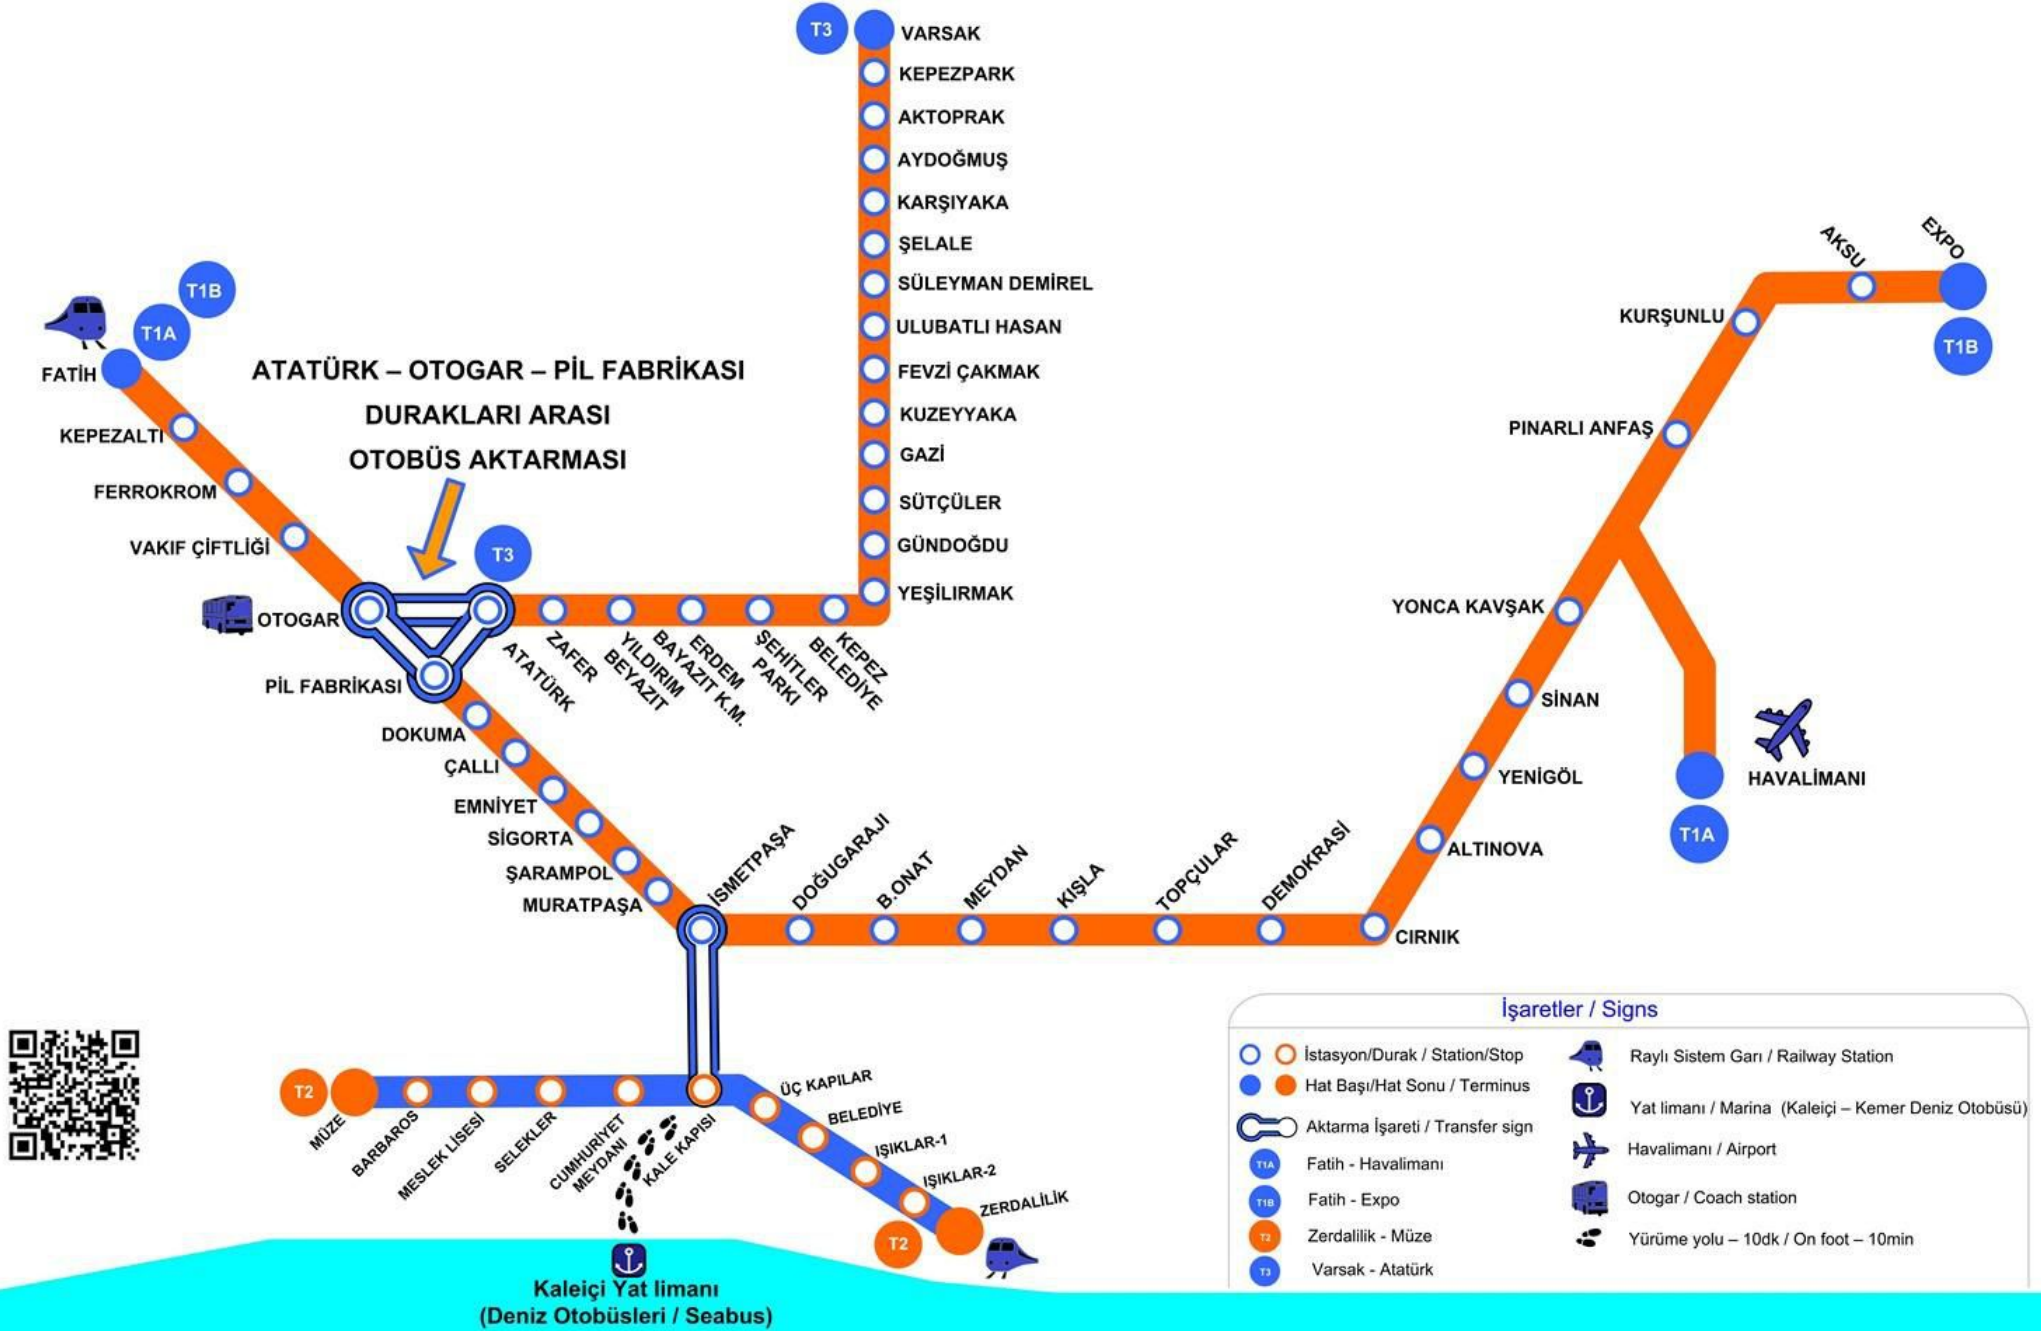 T3
VARSAK
KEPEZPARK
AKTOPRAK
AYDOĞMUŞ
KARŞIYAKA
ŞELALE
SÜLEYMAN DEMİREL
ULUBATLI HASAN
FEVZİ ÇAKMAK
KUZEYYAKA
GAZİ
SÜTÇÜLER
GÜNDOĞDU
YEŞİLIRMAK
KEPEZ
BELEDİYE
ŞEHİTLER
PARKI
ERDEM
BAYAZIT K.M.
YILDIRIM
BEYAZIT
ZAFER
ATATÜRK
T3
ATATÜRK – OTOGAR – PİL FABRİKASI
DURAKLARI ARASI
OTOBÜS AKTARMASI
T1B
T1A
FATİH
KEPEZALTI
FERROKROM
VAKIF ÇİFTLİĞİ
OTOGAR
PİL FABRİKASI
DOKUMA
ÇALLI
EMNİYET
SİGORTA
ŞARAMPOL
MURATPAŞA
İSMETPAŞA
DOĞUGARAJI
B.ONAT
MEYDAN
KIŞLA
TOPÇULAR
DEMOKRASİ
CIRNIK
ALTINOVA
YENİGÖL
SİNAN
YONCA KAVŞAK
PINARLI ANFAŞ
KURŞUNLU
AKSU
EXPO
T1B
HAVALİMANI
T1A
T2
MÜZE
BARBAROS
MESLEK LİSESİ
SELEKLER
CUMHURİYET
MEYDANI
KALE KAPISI
ÜÇ KAPILAR
BELEDİYE
IŞIKLAR-1
IŞIKLAR-2
ZERDALİLİK
T2
Kaleiçi Yat limanı
(Deniz Otobüsleri / Seabus)
İşaretler / Signs
İstasyon/Durak / Station/Stop
Hat Başı/Hat Sonu / Terminus
Aktarma İşareti / Transfer sign
T1A Fatih - Havalimanı
T1B Fatih - Expo
T2 Zerdalilik - Müze
T3 Varsak - Atatürk
Raylı Sistem Garı / Railway Station
Yat limanı / Marina (Kaleiçi – Kemer Deniz Otobüsü)
Havalimanı / Airport
Otogar / Coach station
Yürüme yolu – 10dk / On foot – 10min